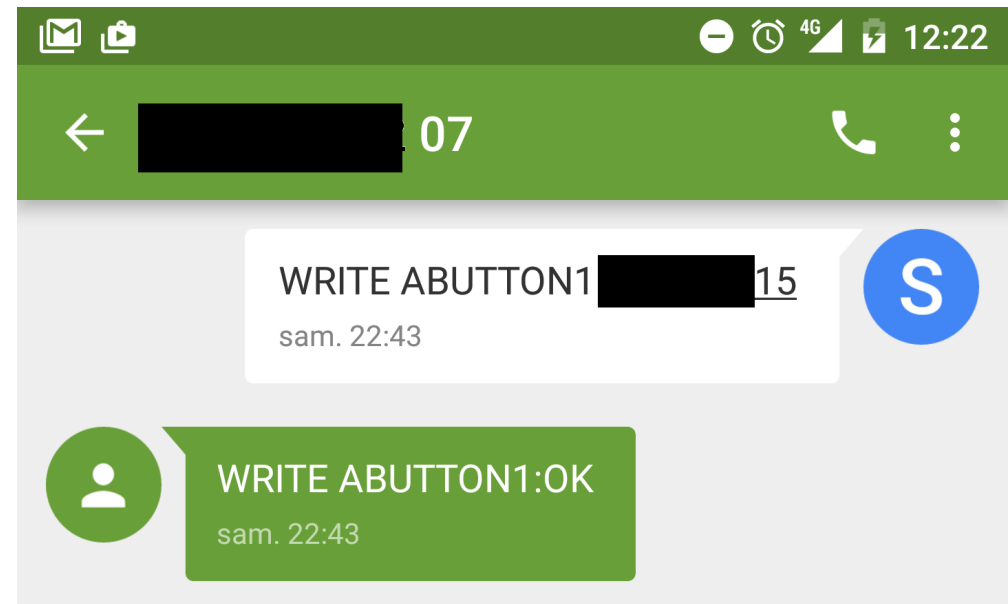 4G 12:22
07
WRITE ABUTTON1 15
sam. 22:43
S
WRITE ABUTTON1:OK
sam. 22:43